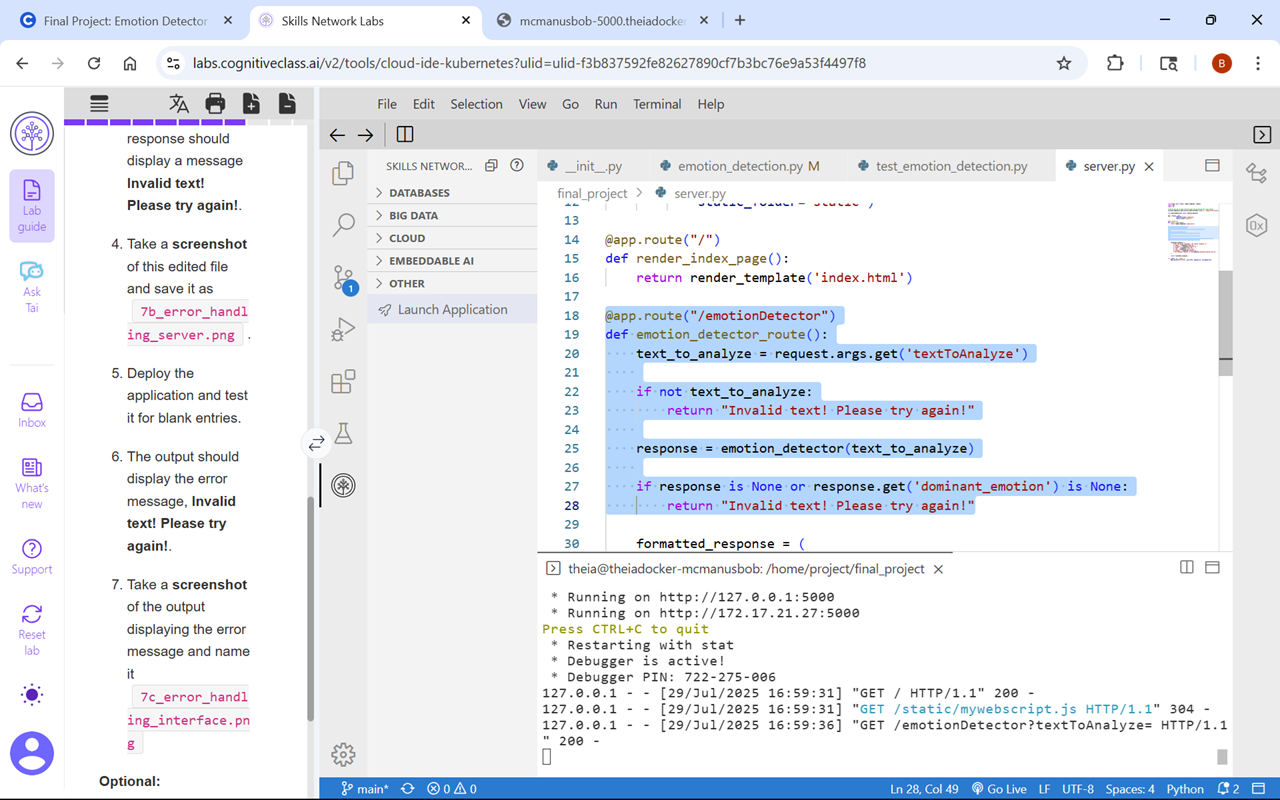 Final Project: Emotion Detector
Skills Network Labs
mcmanusbob-5000.theiadocke
labs.cognitiveclass.ai/v2/tools/cloud-ide-kubernetes?ulid=ulid-f3b837592fe82627890cf7b3bc76e9a53f4497f8
B
Lab
guide
Ask
Tai
Inbox
What's
new
Support
Reset
lab
response should
display a message
Invalid text!
Please try again!.
4. Take a screenshot
of this edited file
and save it as
7b_error_handl
ing_server.png .
5. Deploy the
application and test
it for blank entries.
6. The output should
display the error
message, Invalid
text! Please try
again!.
7. Take a screenshot
of the output
displaying the error
message and name
it
7c_error_handl
ing_interface.pn
g
Optional:
File Edit Selection View Go Run Terminal Help
SKILLS NETWOR...
DATABASES
BIG DATA
CLOUD
EMBEDDABLE AI
OTHER
Launch Application
1
__init__.py
emotion_detection.py M
test_emotion_detection.py
server.py
final_project > server.py
12 static_folder='static')
13
14 @app.route("/")
15 def render_index_page():
16 return render_template('index.html')
17
18 @app.route("/emotionDetector")
19 def emotion_detector_route():
20 text_to_analyze = request.args.get('textToAnalyze')
21
22 if not text_to_analyze:
23 return "Invalid text! Please try again!"
24
25 response = emotion_detector(text_to_analyze)
26
27 if response is None or response.get('dominant_emotion') is None:
28 return "Invalid text! Please try again!"
29
30 formatted_response = (
theia@theiadocker-mcmanusbob: /home/project/final_project
* Running on http://127.0.0.1:5000
* Running on http://172.17.21.27:5000
Press CTRL+C to quit
* Restarting with stat
* Debugger is active!
* Debugger PIN: 722-275-006
127.0.0.1 - - [29/Jul/2025 16:59:31] "GET / HTTP/1.1" 200 -
127.0.0.1 - - [29/Jul/2025 16:59:31] "GET /static/mywebscript.js HTTP/1.1" 304 -
127.0.0.1 - - [29/Jul/2025 16:59:36] "GET /emotionDetector?textToAnalyze= HTTP/1.1
" 200 -
main* 0 0
Ln 28, Col 49 Go Live LF UTF-8 Spaces: 4 Python 2
0x